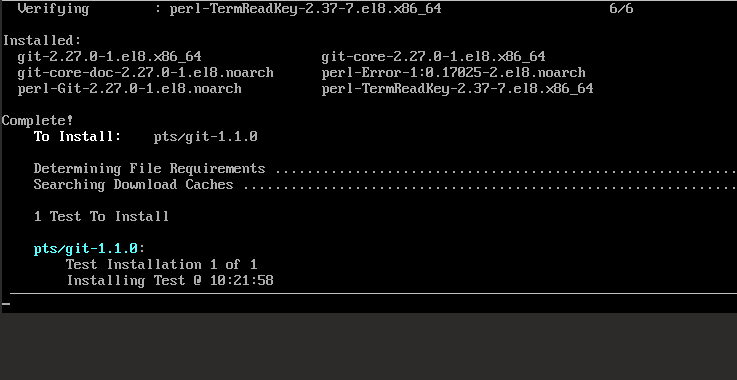 Verifying : perl-TermReadKey-2.37-7.el8.x86_64 6/6
Installed:
git-2.27.0-1.el8.x86_64 git-core-2.27.0-1.el8.x86_64
git-core-doc-2.27.0-1.el8.noarch perl-Error-1:0.17025-2.el8.noarch
perl-Git-2.27.0-1.el8.noarch perl-TermReadKey-2.37-7.el8.x86_64
Complete!
To Install: pts/git-1.1.0
Determining File Requirements ..........................................................
Searching Download Caches ..............................................................
1 Test To Install
pts/git-1.1.0:
Test Installation 1 of 1
Installing Test @ 10:21:58